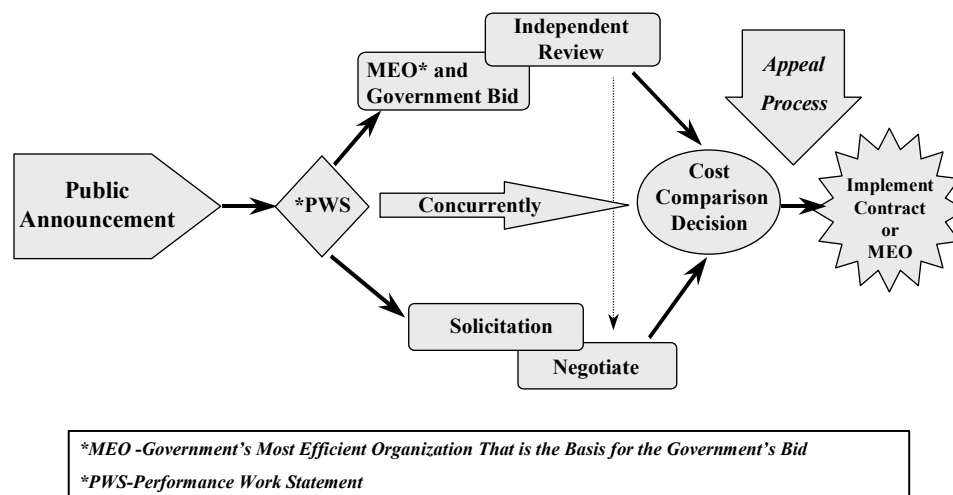 Independent
Review
MEO* and
Government Bid
Appeal
Process
Public
Announcement
*PWS
Concurrently
Cost
Comparison
Decision
Implement
Contract
or
MEO
Solicitation
Negotiate
*MEO -Government’s Most Efficient Organization That is the Basis for the Government’s Bid
*PWS-Performance Work Statement